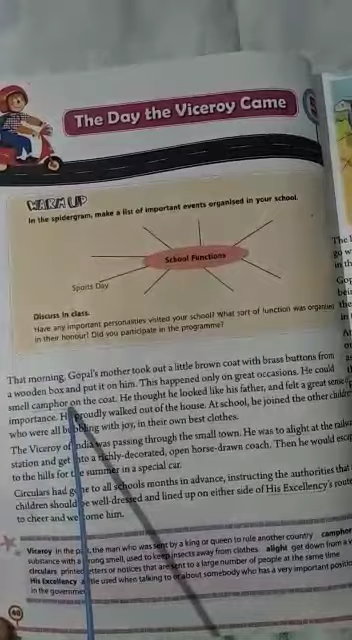 The Day the Viceroy Came
WARM UP
In the spidergram, make a list of important events organised in your school.
School Functions
Sports Day
Discuss in class.
Have any important personalities visited your school? What sort of function was organised
in their honour? Did you participate in the programme?
That morning, Gopal's mother took out a little brown coat with brass buttons from
a wooden box and put it on him. This happened only on great occasions. He could
smell camphor on the coat. He thought he looked like his father, and felt a great sense
importance. He proudly walked out of the house. At school, he joined the other children
who were all bubbling with joy, in their own best clothes.
The Viceroy of India was passing through the small town. He was to alight at the railway
station and get into a richly-decorated, open horse-drawn coach. Then he would escape
to the hills for the summer in a special car.
Circulars had gone to all schools months in advance, instructing the authorities that
children should be well-dressed and lined up on either side of His Excellency's route
to cheer and welcome him.
Viceroy in the past, the man who was sent by a king or queen to rule another country camphor
substance with a strong smell, used to keep insects away from clothes alight get down from a
circulars printed letters or notices that are sent to a large number of people at the same time
His Excellency a title used when talking to or about somebody who has a very important position
in the government
48